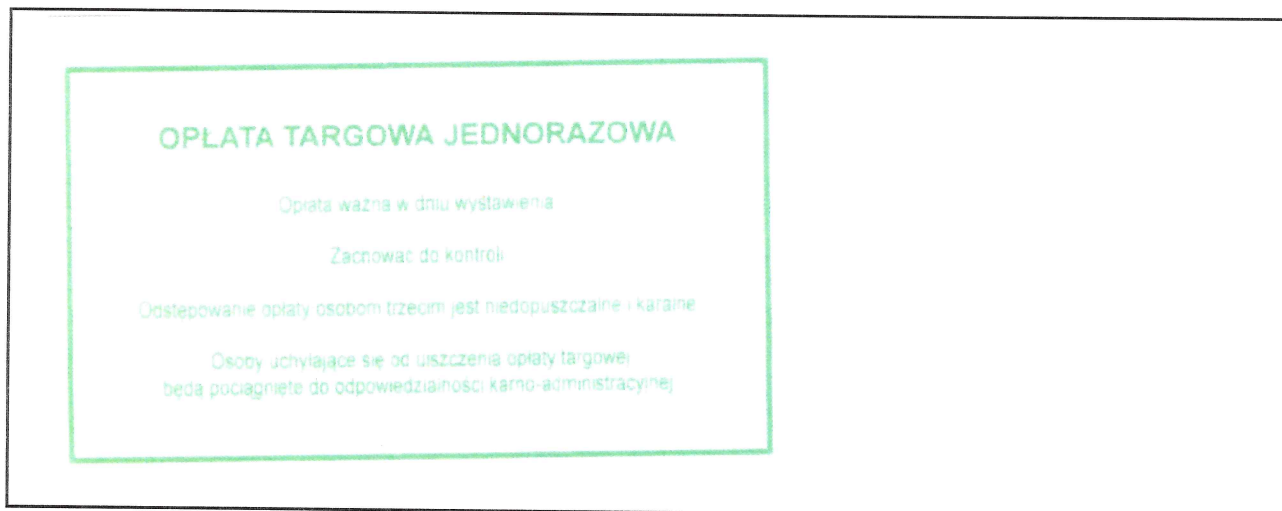 OPŁATA TARGOWA JEDNORAZOWA
Opłata ważna w dniu wystawienia
Zachować do kontroli
Odstępowanie opłaty osobom trzecim jest niedopuszczalne i karalne
Osoby uchylające się od uiszczenia opłaty targowej
będą pociągnięte do odpowiedzialności karno-administracyjnej